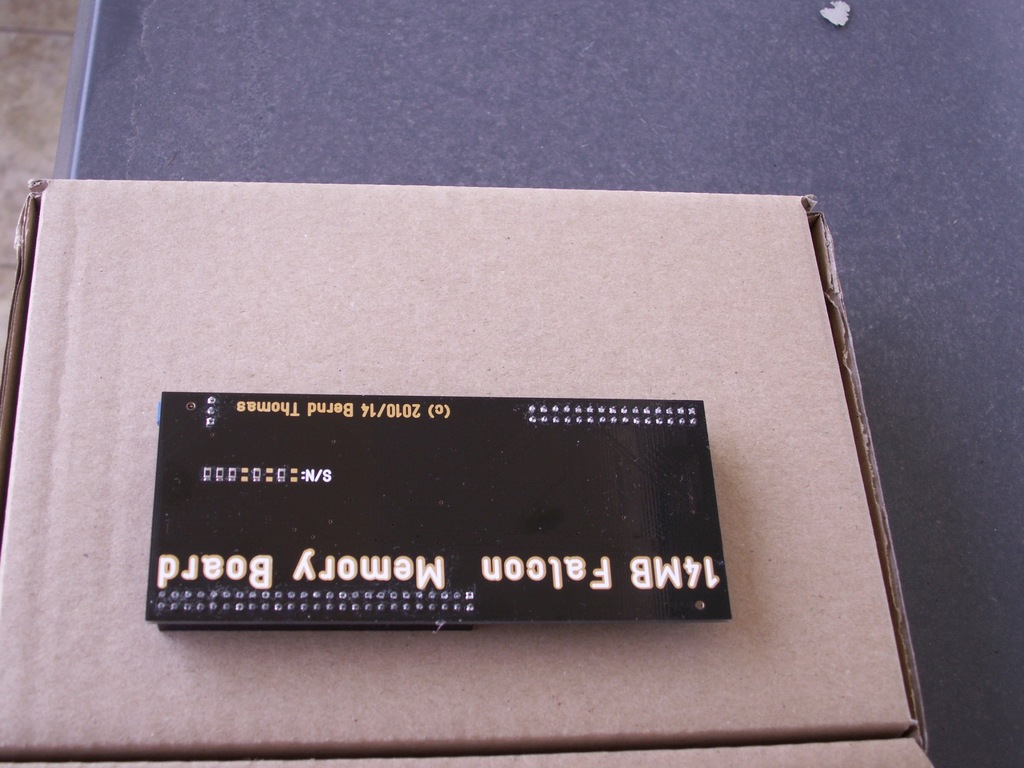 14MB Falcon Memory Board
S/N:
(c) 2010/14 Bernd Thomas